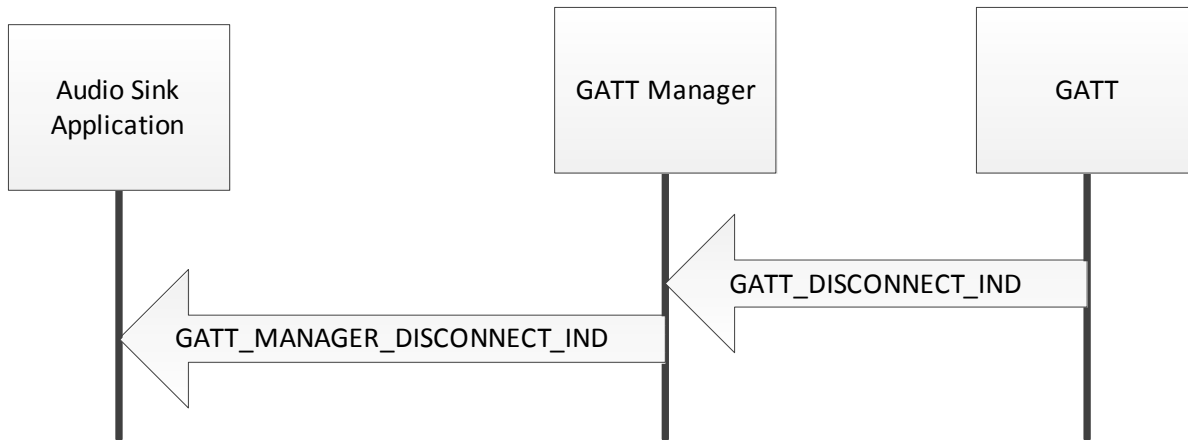 Audio Sink
Application
GATT Manager
GATT
GATT_DISCONNECT_IND
GATT_MANAGER_DISCONNECT_IND